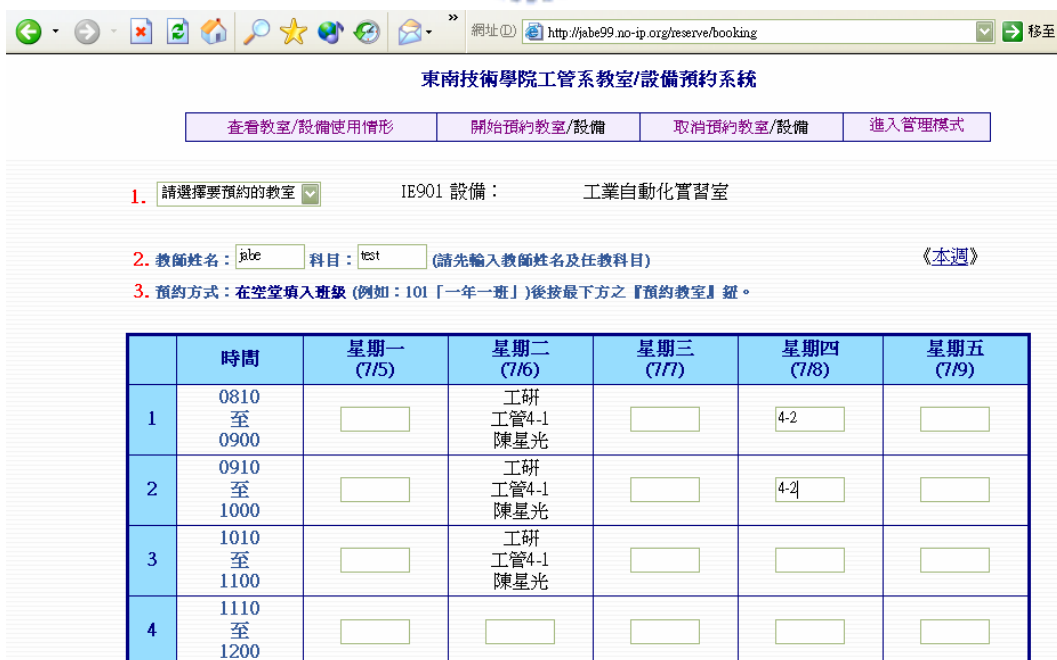 » 網址(D) http://jabe99.no-ip.org/reserve/booking 移至
東南技術學院工管系教室/設備預約系統
查看教室/設備使用情形 開始預約教室/設備 取消預約教室/設備 進入管理模式
1. 請選擇要預約的教室 IE901 設備： 工業自動化實習室
2. 教師姓名：jabe 科目：test (請先輸入教師姓名及任教科目) 《本週》
3. 預約方式：在空堂填入班級 (例如：101「一年一班」)後按最下方之『預約教室』鈕。
時間 星期一 星期二 星期三 星期四 星期五
(7/5) (7/6) (7/7) (7/8) (7/9)
0810 工研
1 至 工管4-1 4-2
0900 陳星光
0910 工研
2 至 工管4-1 4-2
1000 陳星光
1010 工研
3 至 工管4-1
1100 陳星光
1110
4 至
1200